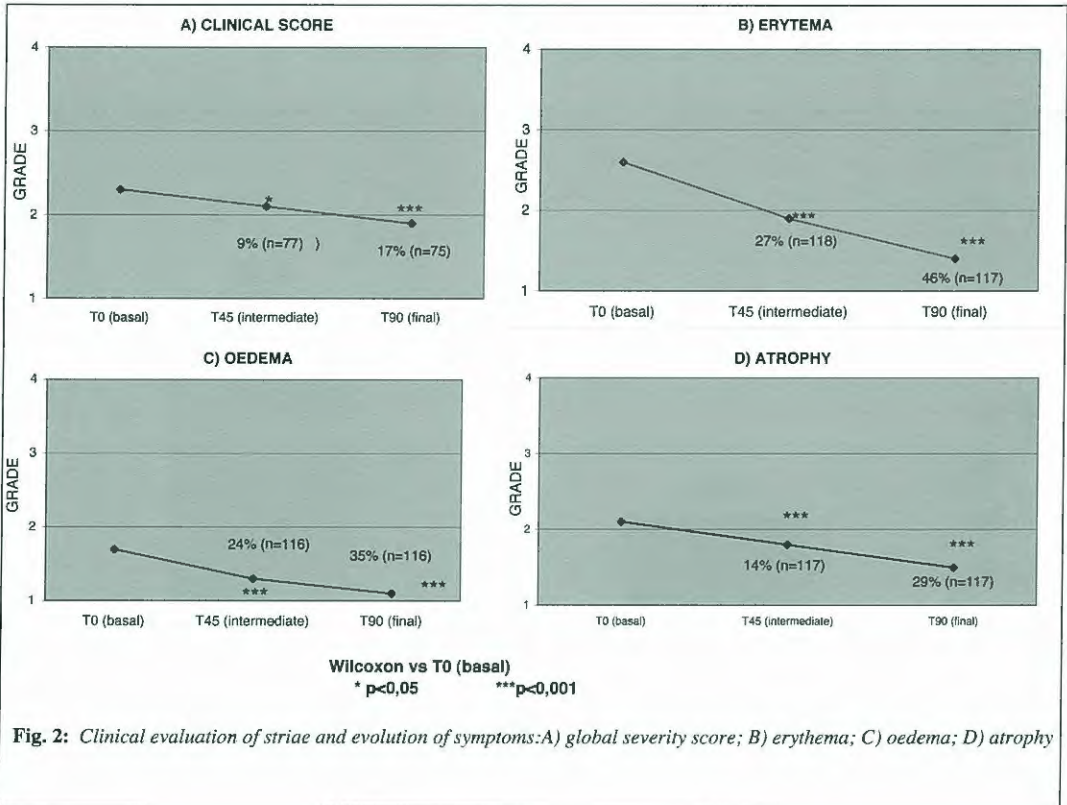 A) CLINICAL SCORE
4
3
2
1
GRADE
*
***
9% (n=77) )
17% (n=75)
T0 (basal)
T45 (intermediate)
T90 (final)
B) ERYTEMA
4
3
2
1
GRADE
***
***
27% (n=118)
46% (n=117)
T0 (basal)
T45 (intermediate)
T90 (final)
C) OEDEMA
4
3
2
1
GRADE
24% (n=116)
35% (n=116)
***
***
T0 (basal)
T45 (intermediate)
T90 (final)
D) ATROPHY
4
3
2
1
GRADE
***
***
14% (n=117)
29% (n=117)
T0 (basal)
T45 (intermediate)
T90 (final)
Wilcoxon vs T0 (basal)
* p<0,05 ***p<0,001
Fig. 2: Clinical evaluation of striae and evolution of symptoms:A) global severity score; B) erythema; C) oedema; D) atrophy